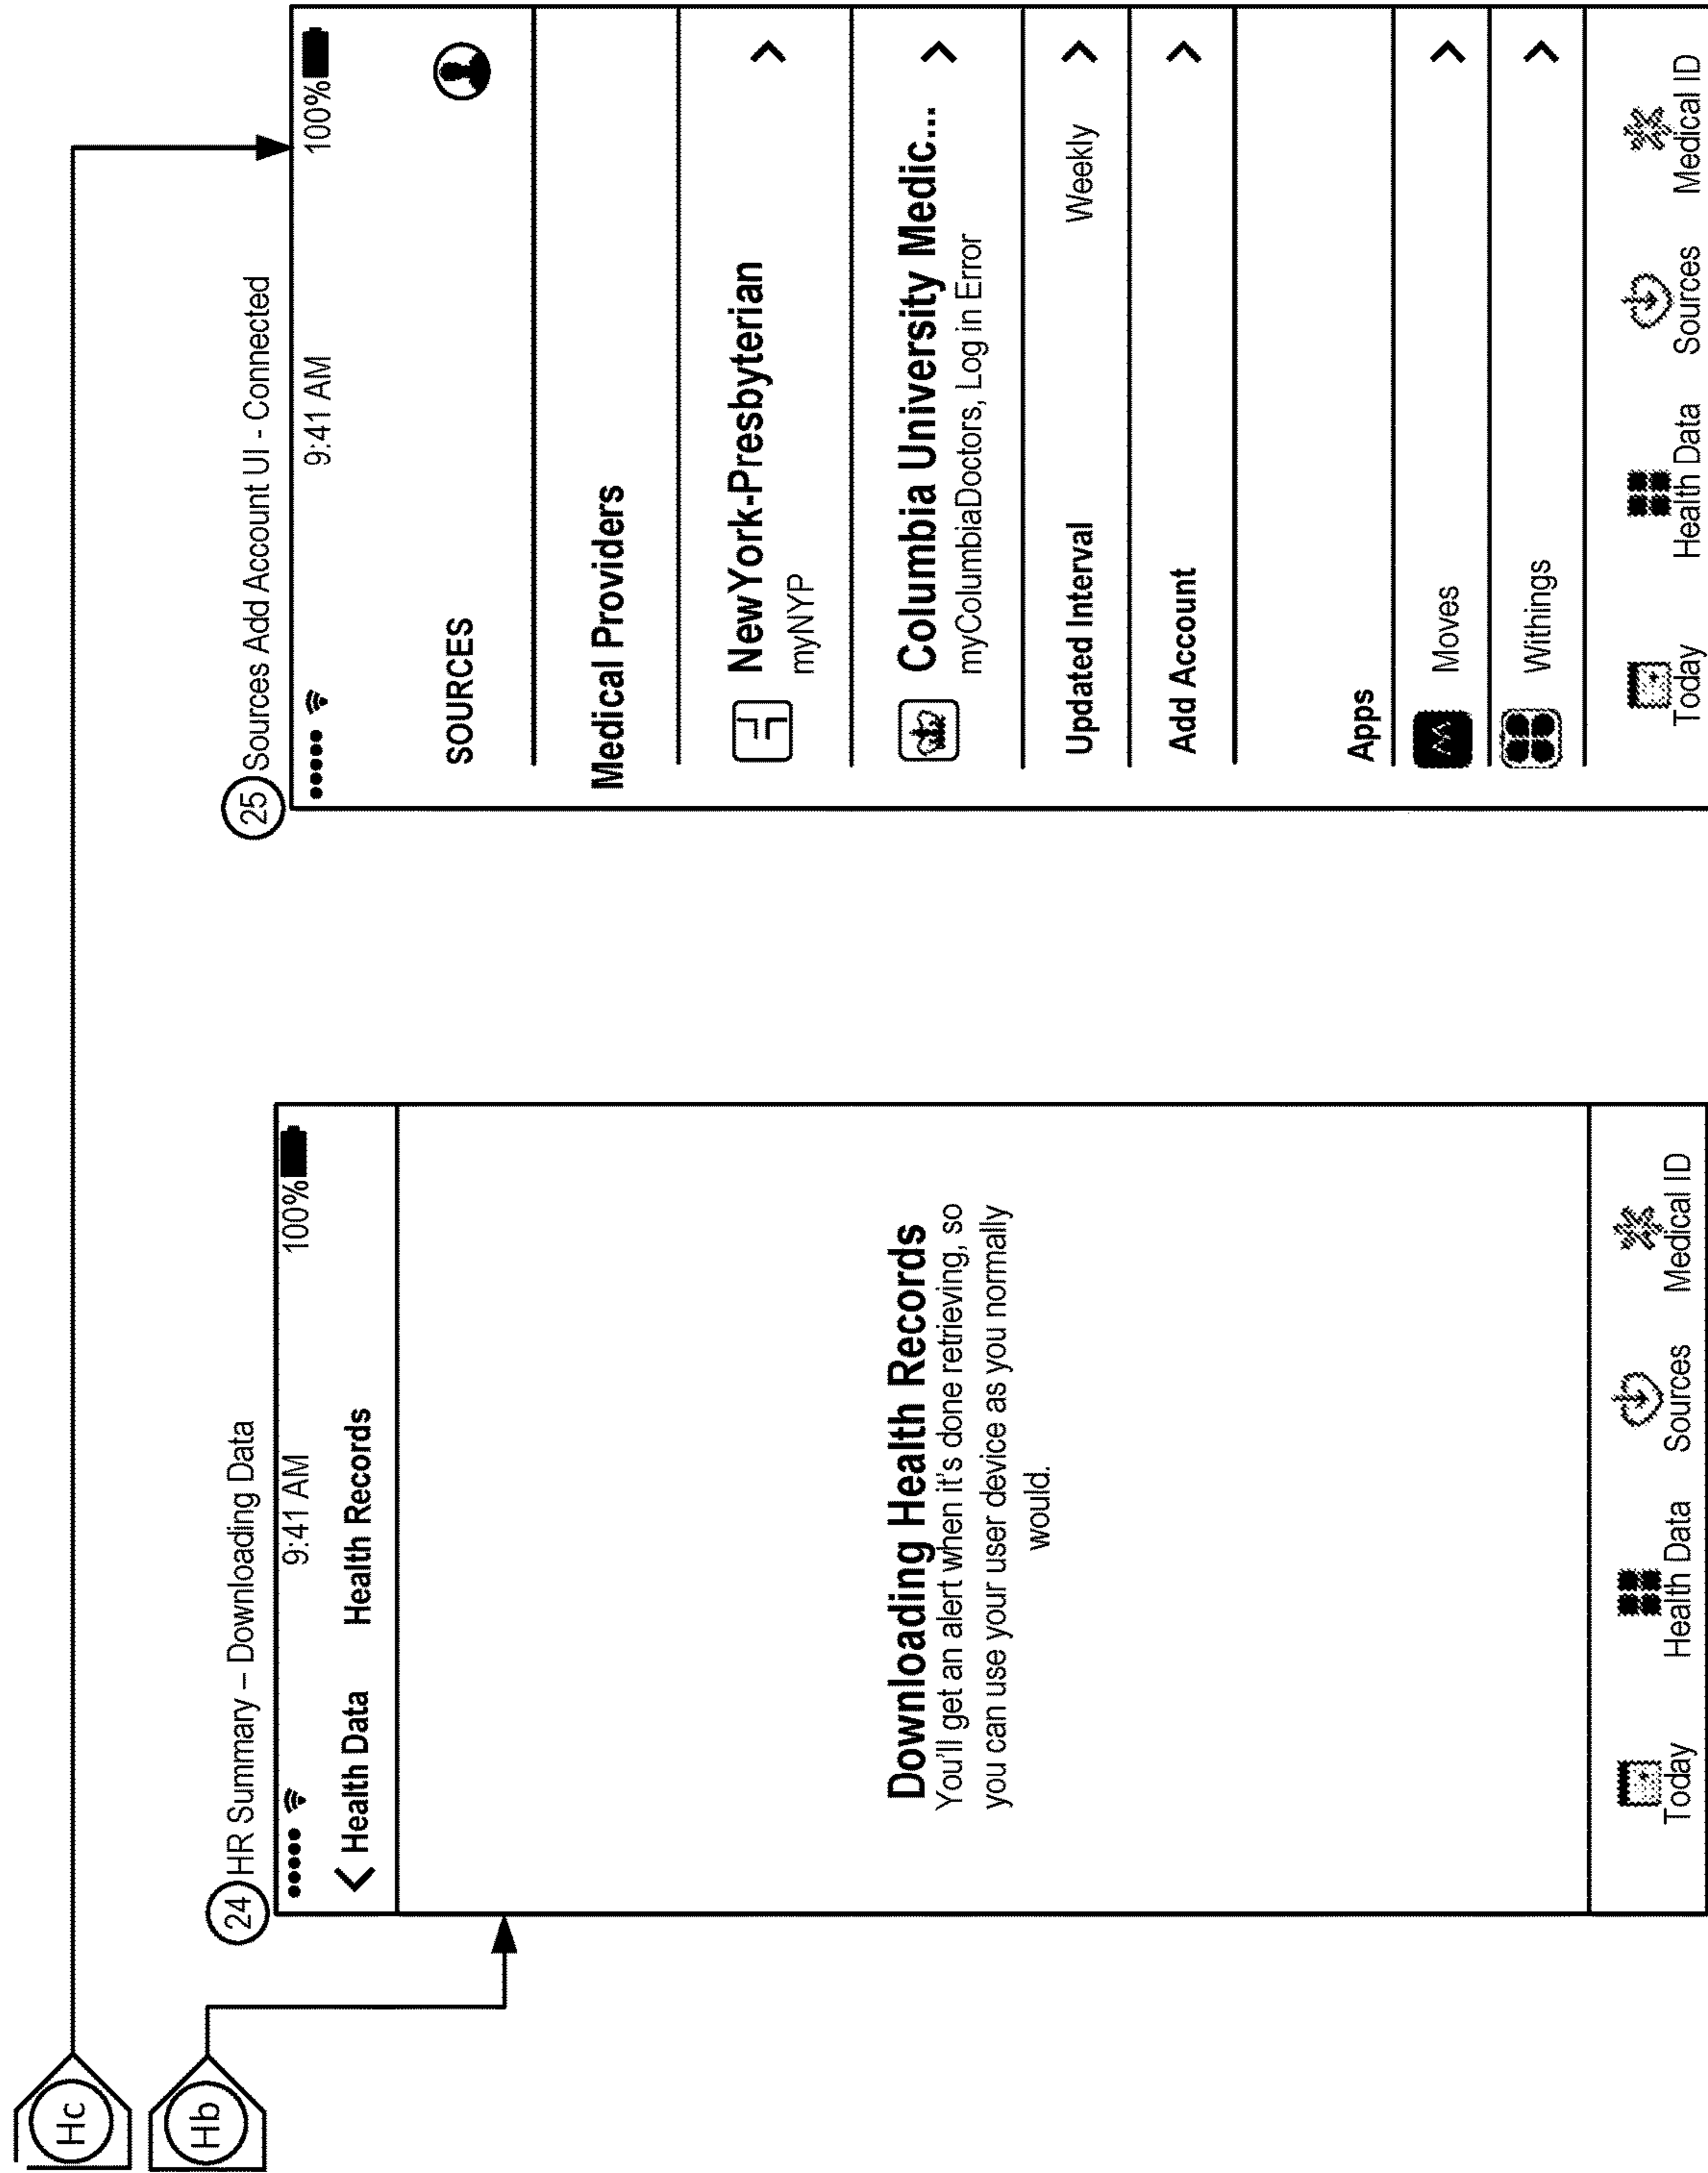 Hc
Hb
24 HR Summary – Downloading Data
9:41 AM
100%
Health Data
Health Records
Downloading Health Records
You'll get an alert when it's done retrieving, so
you can use your user device as you normally
would.
Today
Health Data
Sources
Medical ID
25 Sources Add Account UI - Connected
9:41 AM
100%
SOURCES
Medical Providers
NewYork-Presbyterian
myNYP
Columbia University Medic...
myColumbiaDoctors, Log in Error
Updated Interval
Weekly
Add Account
Apps
Moves
Withings
Today
Health Data
Sources
Medical ID